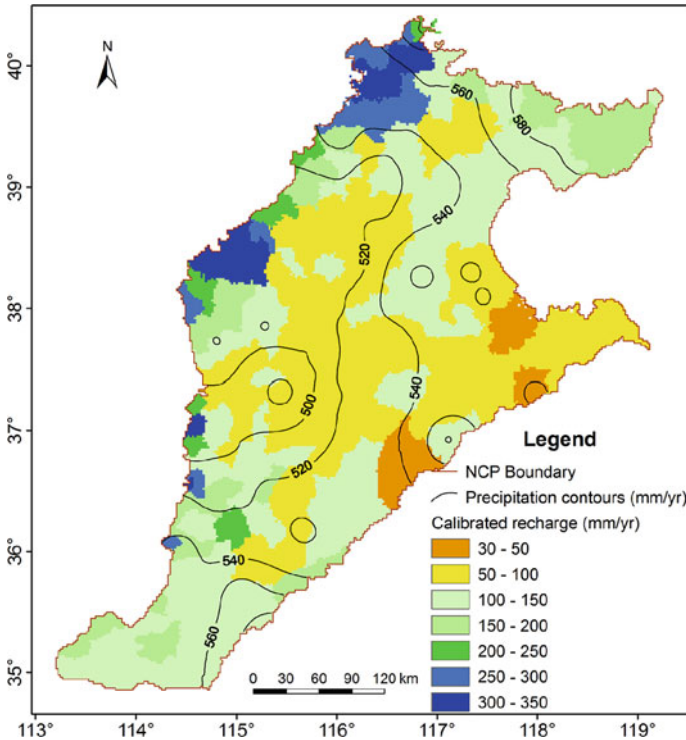 N
40°
39°
38°
37°
36°
35°
560
580
540
520
500
540
520
540
560
Legend
NCP Boundary
Precipitation contours (mm/yr)
Calibrated recharge (mm/yr)
30 - 50
50 - 100
100 - 150
150 - 200
200 - 250
250 - 300
300 - 350
0 30 60 90 120 km
113° 114° 115° 116° 117° 118° 119°